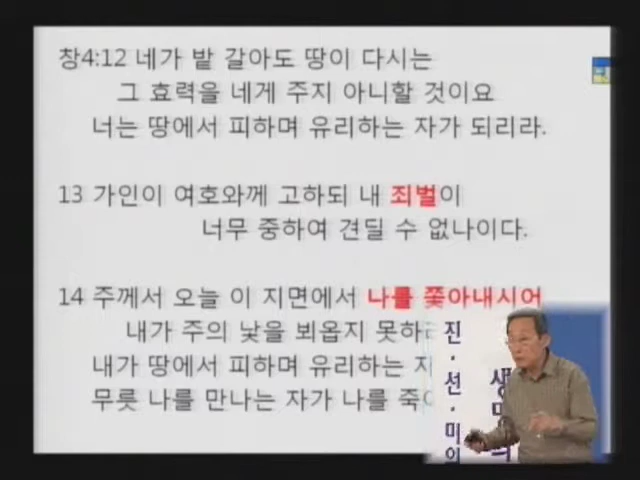 창4:12 네가 밭 갈아도 땅이 다시는
그 효력을 네게 주지 아니할 것이요
너는 땅에서 피하며 유리하는 자가 되리라.
13 가인이 여호와께 고하되 내 죄벌이
너무 중하여 견딜 수 없나이다.
14 주께서 오늘 이 지면에서 나를 쫓아내시어
내가 주의 낯을 뵈옵지 못하
내가 땅에서 피하며 유리하는
무릇 나를 만나는 자가 나를
진·선·미의